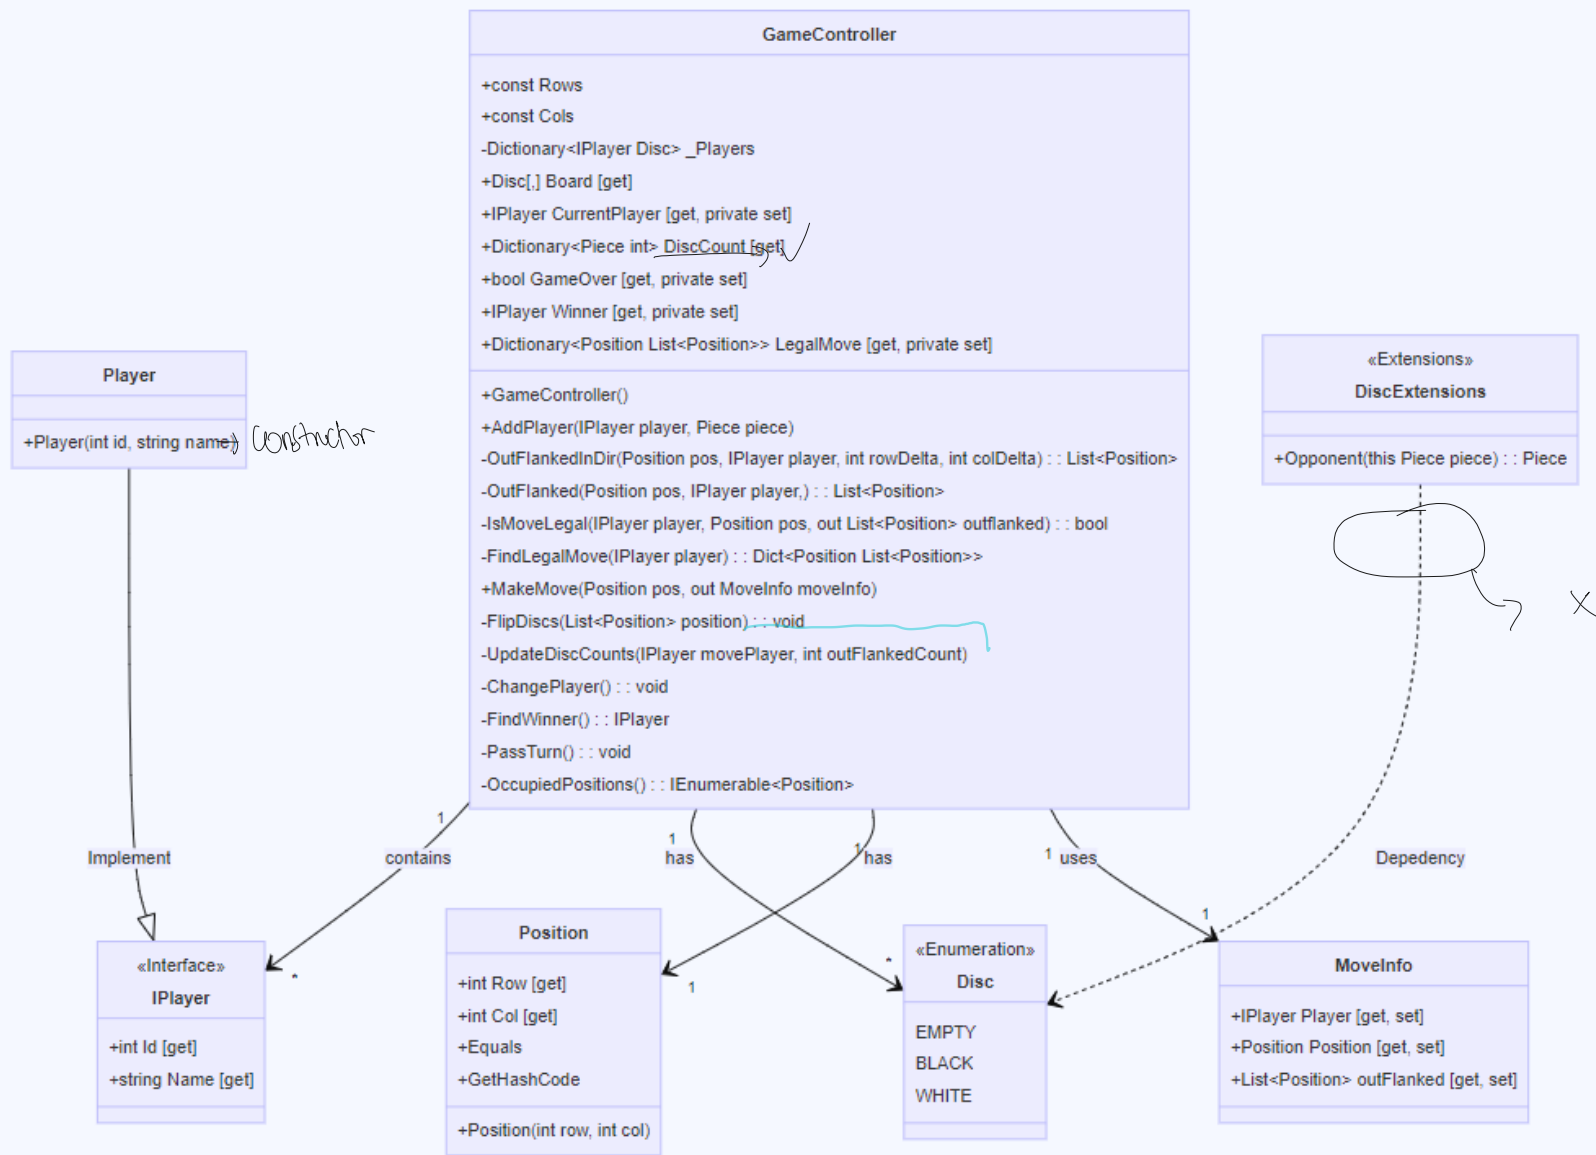 GameController
+const Rows
+const Cols
-Dictionary<IPlayer Disc> _Players
+Disc[,] Board [get]
+IPlayer CurrentPlayer [get, private set]
+Dictionary<Piece int> DiscCount [get]
+bool GameOver [get, private set]
+IPlayer Winner [get, private set]
+Dictionary<Position List<Position>> LegalMove [get, private set]
+GameController()
+AddPlayer(IPlayer player, Piece piece)
-OutFlankedInDir(Position pos, IPlayer player, int rowDelta, int colDelta) : : List<Position>
-OutFlanked(Position pos, IPlayer player,) : : List<Position>
-IsMoveLegal(IPlayer player, Position pos, out List<Position> outflanked) : : bool
-FindLegalMove(IPlayer player) : : Dict<Position List<Position>>
+MakeMove(Position pos, out MoveInfo moveInfo)
-FlipDiscs(List<Position> position) : : void
-UpdateDiscCounts(IPlayer movePlayer, int outFlankedCount)
-ChangePlayer() : : void
-FindWinner() : : IPlayer
-PassTurn() : : void
-OccupiedPositions() : : IEnumerable<Position>
Player
+Player(int id, string name)
Constructor
«Extensions»
DiscExtensions
+Opponent(this Piece piece) : : Piece
X
Implement
1
contains
*
1
has
*
1
has
1
1
uses
1
Depedency
«Interface»
IPlayer
+int Id [get]
+string Name [get]
Position
+int Row [get]
+int Col [get]
+Equals
+GetHashCode
+Position(int row, int col)
«Enumeration»
Disc
EMPTY
BLACK
WHITE
MoveInfo
+IPlayer Player [get, set]
+Position Position [get, set]
+List<Position> outFlanked [get, set]